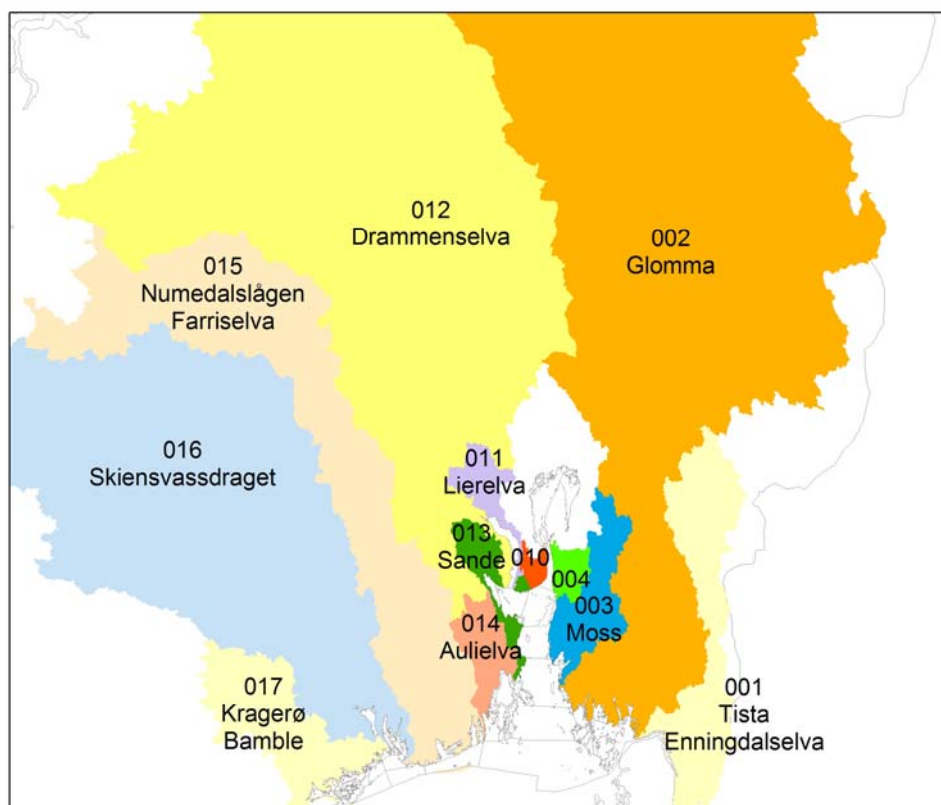 012
Drammenselva
002
Glomma
015
Numedalslågen
Farriselva
016
Skiensvassdraget
011
Lierelva
013
Sande
010
004
003
Moss
014
Aulielva
017
Kragerø
Bamble
001
Tista
Enningdalselva